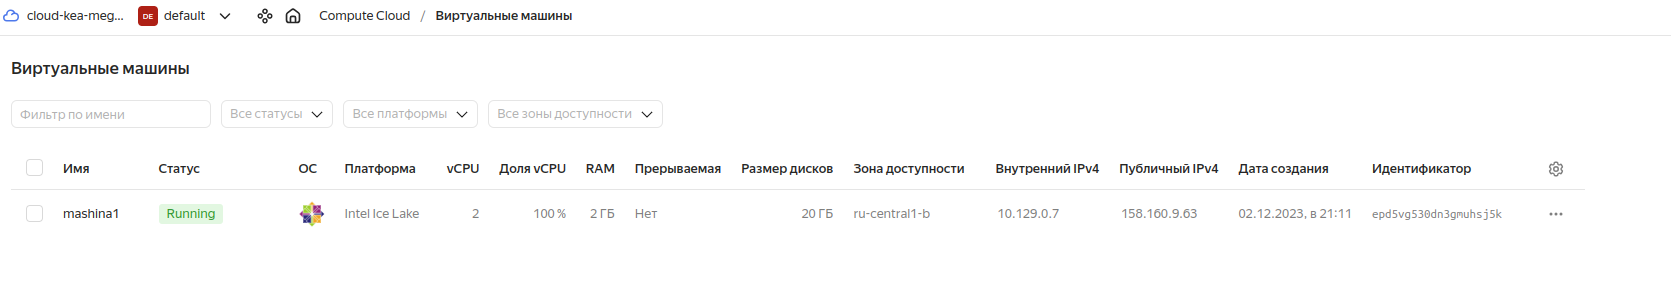 cloud-kea-meg... DE default Compute Cloud / Виртуальные машины
Виртуальные машины
Фильтр по имени Все статусы Все платформы Все зоны доступности
Имя Статус ОС Платформа vCPU Доля vCPU RAM Прерываемая Размер дисков Зона доступности Внутренний IPv4 Публичный IPv4 Дата создания Идентификатор
mashina1 Running Intel Ice Lake 2 100 % 2 ГБ Нет 20 ГБ ru-central1-b 10.129.0.7 158.160.9.63 02.12.2023, в 21:11 epd5vg530dn3gmuhsj5k